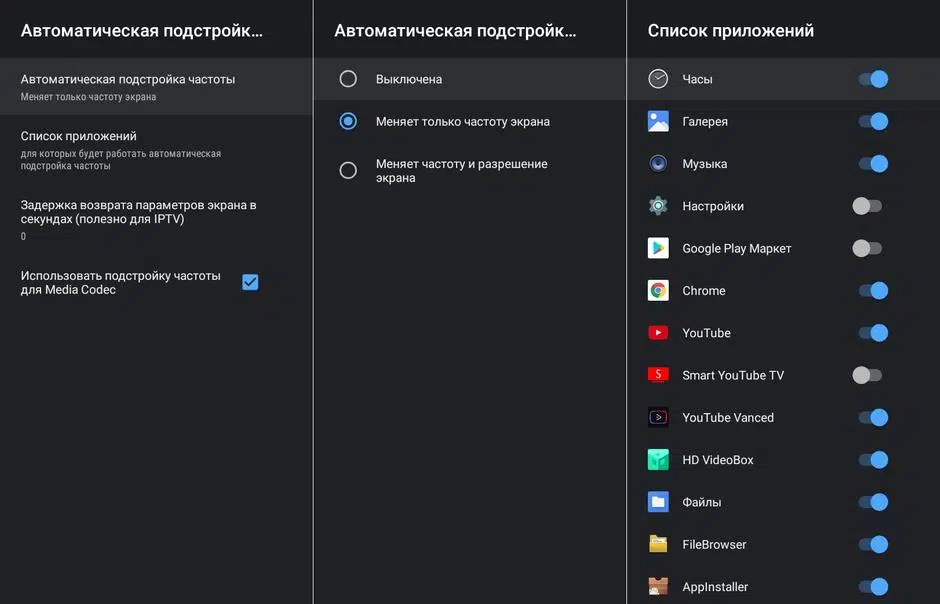 Автоматическая подстройк...
Автоматическая подстройка частоты
Меняет только частоту экрана
Список приложений
для которых будет работать автоматическая
подстройка частоты
Задержка возврата параметров экрана в
секундах (полезно для IPTV)
0
Использовать подстройку частоты
для Media Codec
Автоматическая подстройк...
Выключена
Меняет только частоту экрана
Меняет частоту и разрешение
экрана
Список приложений
Часы
Галерея
Музыка
Настройки
Google Play Маркет
Chrome
YouTube
S
Smart YouTube TV
YouTube Vanced
HD VideoBox
Файлы
FileBrowser
AppInstaller